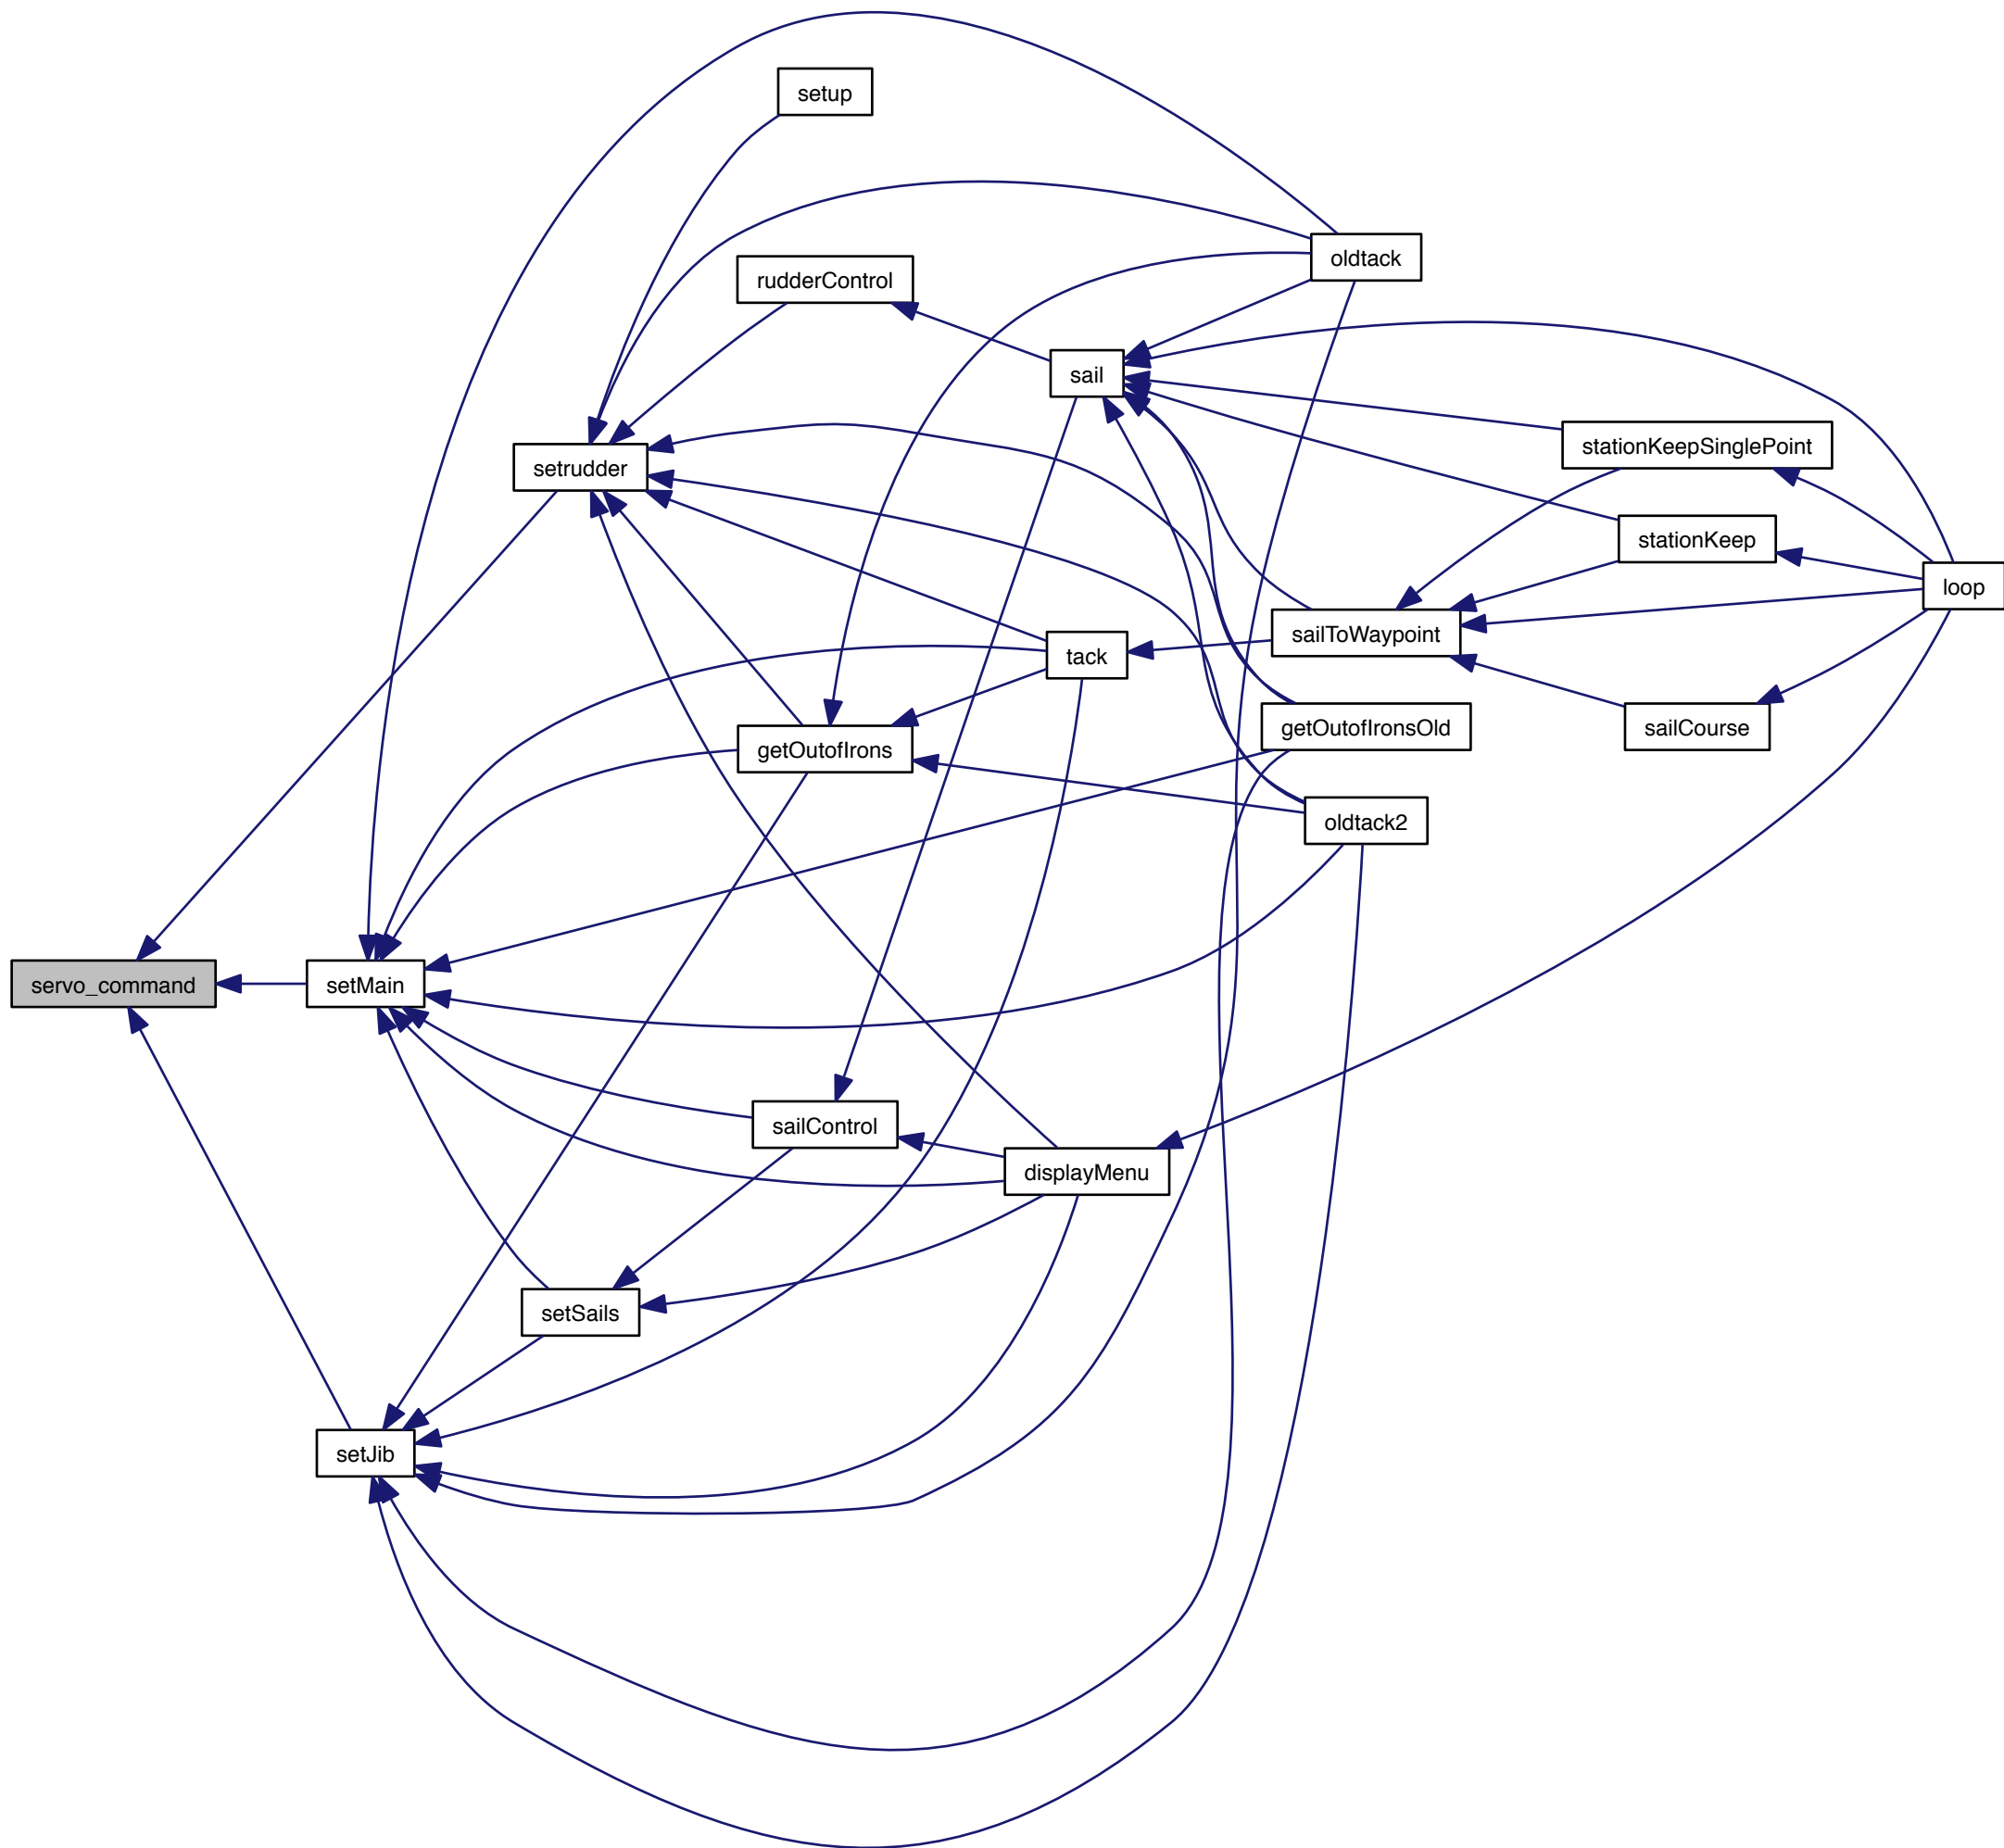 setup
oldtack
rudderControl
sail
stationKeepSinglePoint
setrudder
stationKeep
loop
sailToWaypoint
tack
getOutofIronsOld
sailCourse
getOutofIrons
oldtack2
servo_command
setMain
sailControl
displayMenu
setSails
setJib